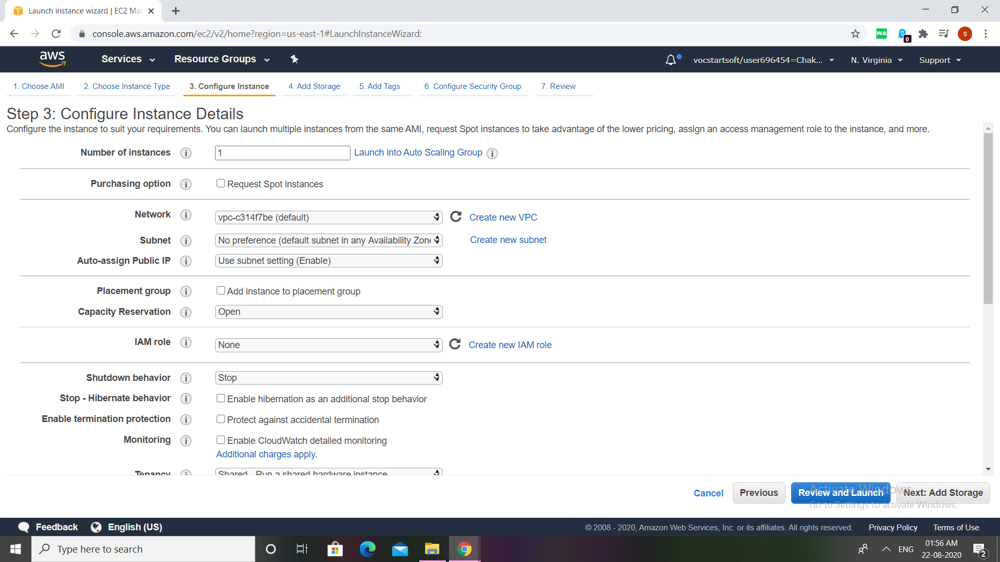 Launch instance wizard | EC2 Mar
console.aws.amazon.com/ec2/v2/home?region=us-east-1#LaunchInstanceWizard:
WA
0
S
aws
Services
Resource Groups
vocstartsoft/user696454=Chak...
N. Virginia
Support
1. Choose AMI
2. Choose Instance Type
3. Configure Instance
4. Add Storage
5. Add Tags
6. Configure Security Group
7. Review
Step 3: Configure Instance Details
Configure the instance to suit your requirements. You can launch multiple instances from the same AMI, request Spot instances to take advantage of the lower pricing, assign an access management role to the instance, and more.
Number of instances
1
Launch into Auto Scaling Group
Purchasing option
Request Spot instances
Network
vpc-c314f7be (default)
Create new VPC
Subnet
No preference (default subnet in any Availability Zone
Create new subnet
Auto-assign Public IP
Use subnet setting (Enable)
Placement group
Add instance to placement group
Capacity Reservation
Open
IAM role
None
Create new IAM role
Shutdown behavior
Stop
Stop - Hibernate behavior
Enable hibernation as an additional stop behavior
Enable termination protection
Protect against accidental termination
Monitoring
Enable CloudWatch detailed monitoring
Additional charges apply.
Tenancy
Shared - Run a shared hardware instance
Cancel
Previous
Review and Launch
Next: Add Storage
Activate Windows
Go to Settings to activate Windows.
Feedback
English (US)
© 2008 - 2020, Amazon Web Services, Inc. or its affiliates. All rights reserved.
Privacy Policy
Terms of Use
Type here to search
ENG
01:56 AM
22-08-2020
2